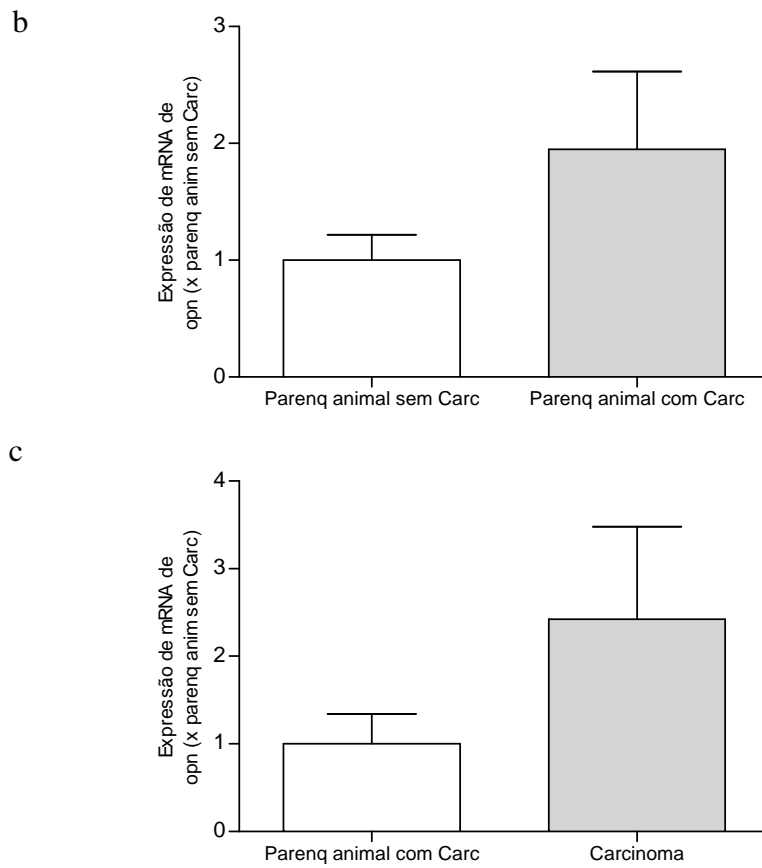 b
3
2
1
0
Expressão de mRNA de
opn (x parenq anim sem Carc)
Parenq animal sem Carc
Parenq animal com Carc
c
4
3
2
1
0
Expressão de mRNA de
opn (x parenq anim sem Carc)
Parenq animal com Carc
Carcinoma